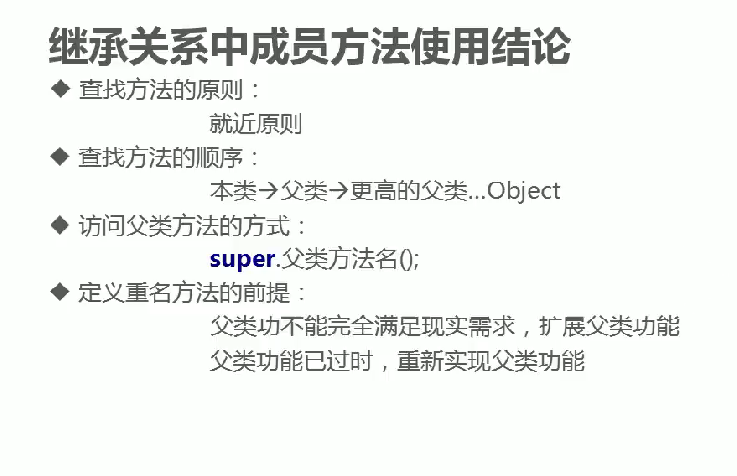 继承关系中成员方法使用结论
◆ 查找方法的原则：
就近原则
◆ 查找方法的顺序：
本类→父类→更高的父类...Object
◆ 访问父类方法的方式：
super.父类方法名();
◆ 定义重名方法的前提：
父类功不能完全满足现实需求，扩展父类功能
父类功能已过时，重新实现父类功能